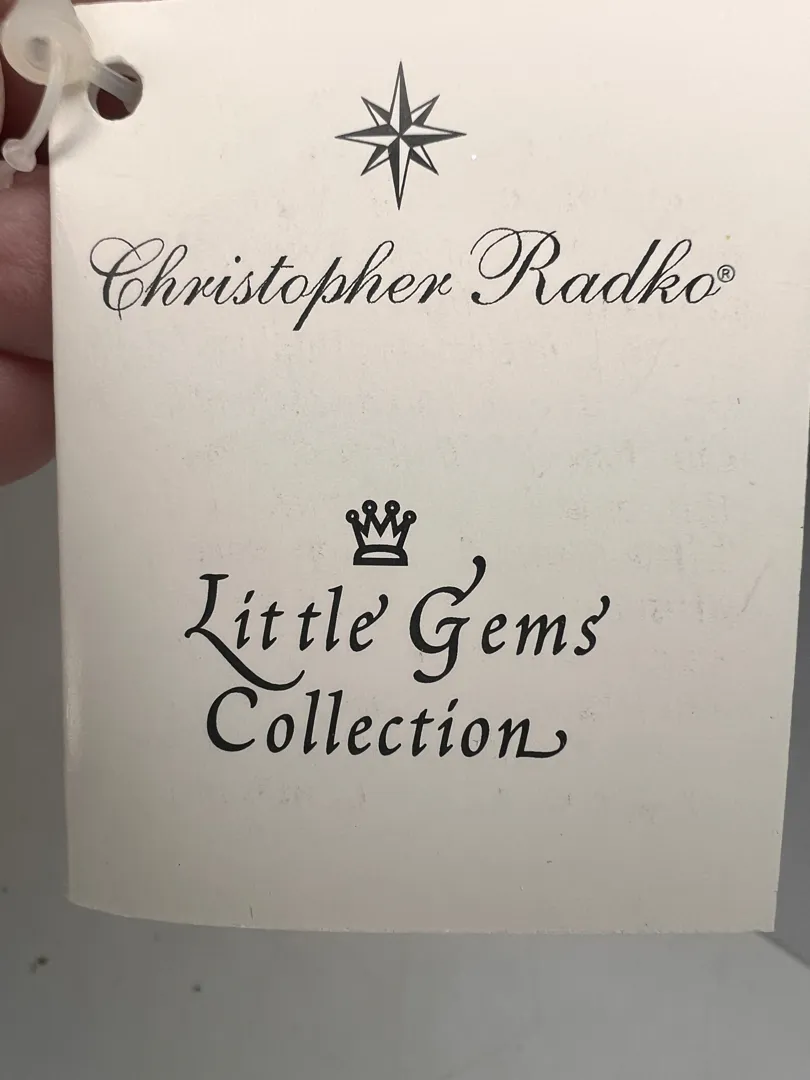 Christopher Radko®
Little Gems
Collection